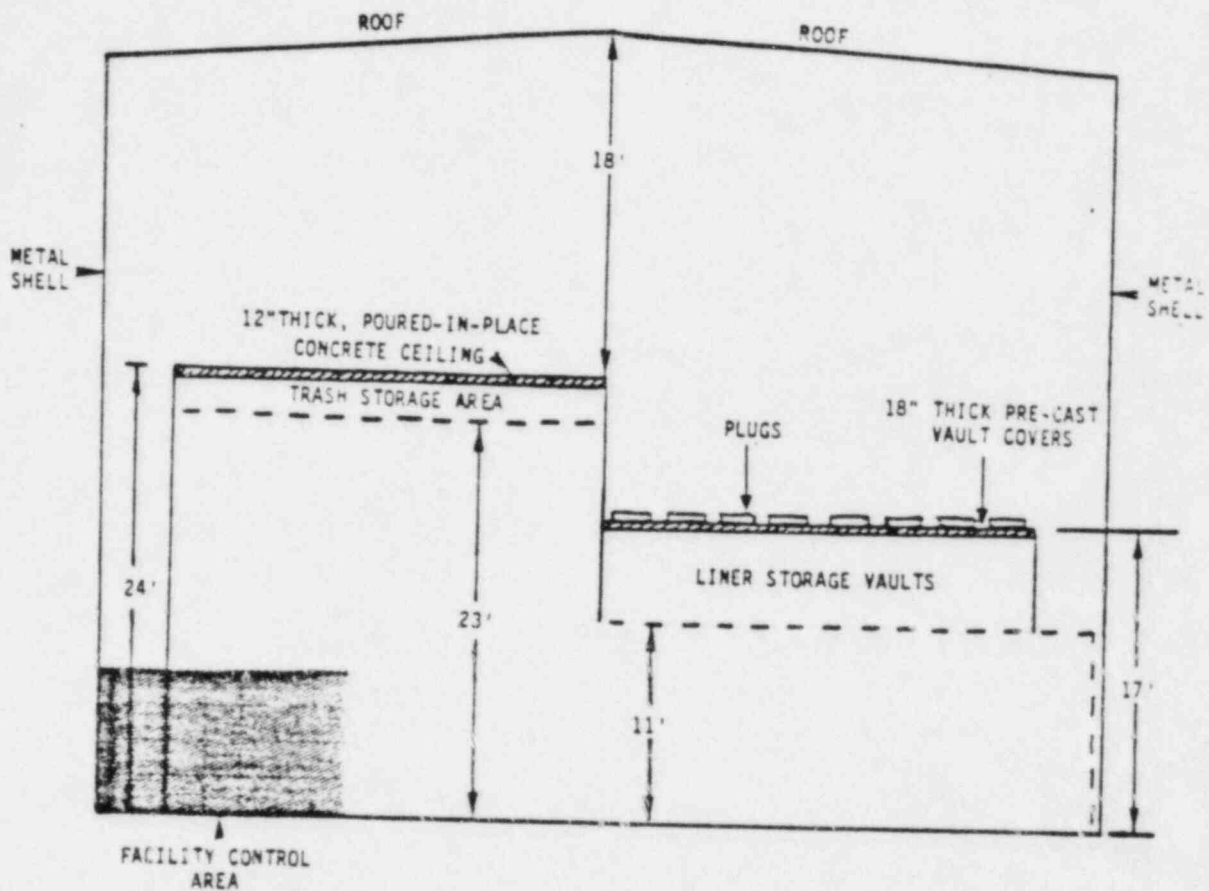 ROOF
ROOF
18'
METAL
SHELL
METAL
SHELL
12" THICK, POURED-IN-PLACE
CONCRETE CEILING
TRASH STORAGE AREA
18" THICK PRE-CAST
VAULT COVERS
PLUGS
24'
23'
LINER STORAGE VAULTS
11'
17'
FACILITY CONTROL
AREA